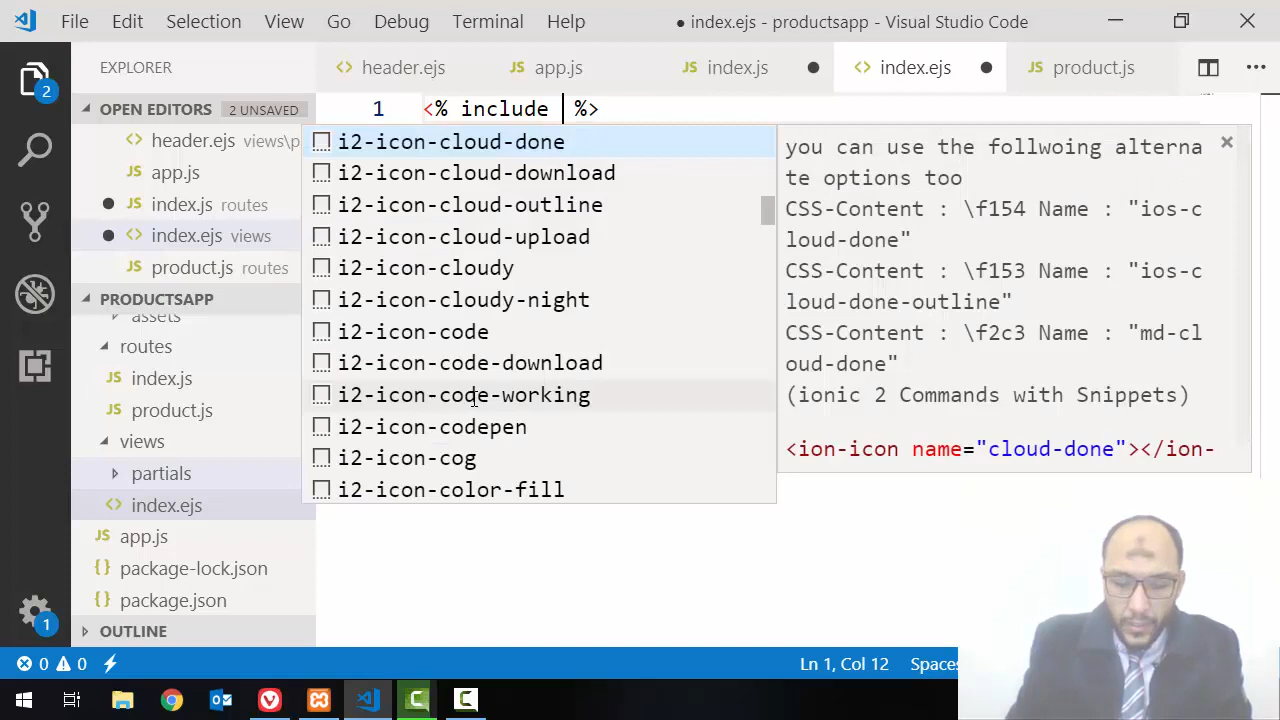 File Edit Selection View Go Debug Terminal Help ● index.ejs - productsapp - Visual Studio Code
EXPLORER
header.ejs app.js index.js index.ejs product.js
2
OPEN EDITORS 2 UNSAVED
header.ejs views\p
app.js
index.js routes
index.ejs views
product.js routes
PRODUCTSAPP
assets
routes
index.js
product.js
views
partials
index.ejs
app.js
package-lock.json
package.json
OUTLINE
1 <% include %>
i2-icon-cloud-done
i2-icon-cloud-download
i2-icon-cloud-outline
i2-icon-cloud-upload
i2-icon-cloudy
i2-icon-cloudy-night
i2-icon-code
i2-icon-code-download
i2-icon-code-working
i2-icon-codepen
i2-icon-cog
i2-icon-color-fill
you can use the follwoing alterna
te options too
CSS-Content : \f154 Name : "ios-c
loud-done"
CSS-Content : \f153 Name : "ios-c
loud-done-outline"
CSS-Content : \f2c3 Name : "md-cl
oud-done"
(ionic 2 Commands with Snippets)
<ion-icon name="cloud-done"></ion-
1
0 0 Ln 1, Col 12 Spaces